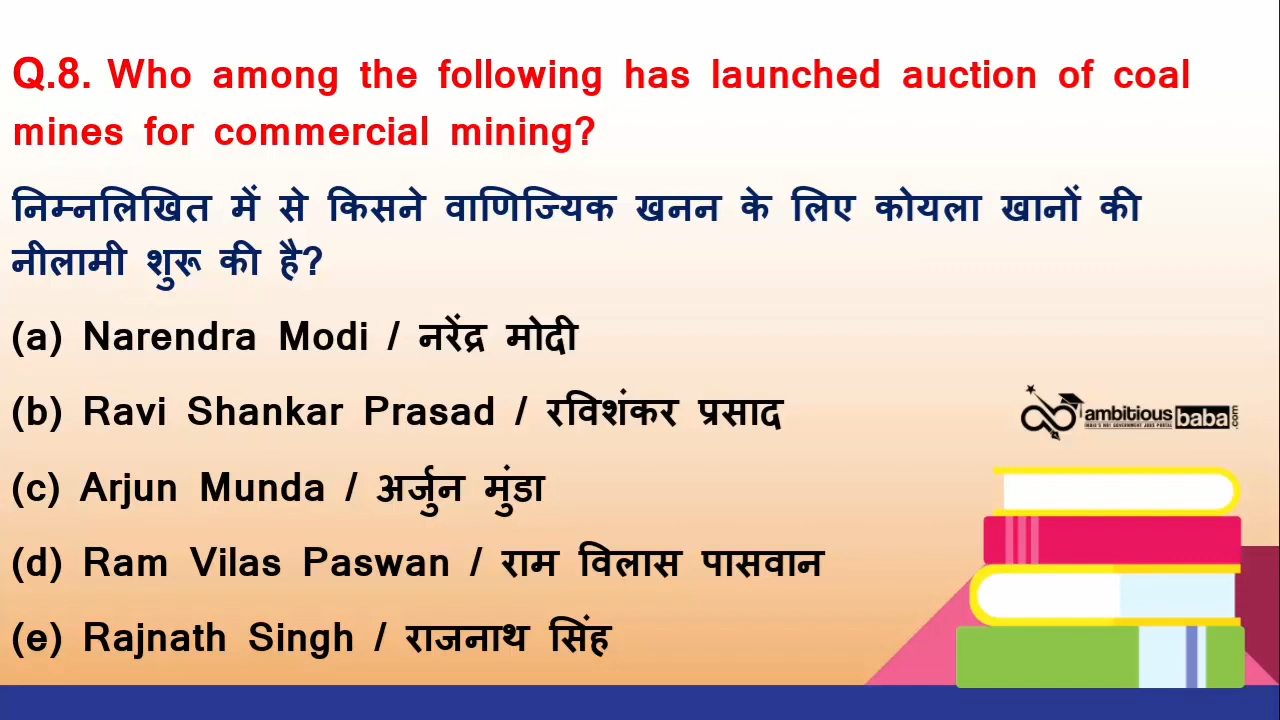 Q.8. Who among the following has launched auction of coal
mines for commercial mining?
निम्नलिखित में से किसने वाणिज्यिक खनन के लिए कोयला खानों की
नीलामी शुरू की है?
(a) Narendra Modi / नरेंद्र मोदी
(b) Ravi Shankar Prasad / रविशंकर प्रसाद
(c) Arjun Munda / अर्जुन मुंडा
(d) Ram Vilas Paswan / राम विलास पासवान
(e) Rajnath Singh / राजनाथ सिंह
ambitious baba .com
INDIA'S NO1 GOVERNMENT JOBS PORTAL